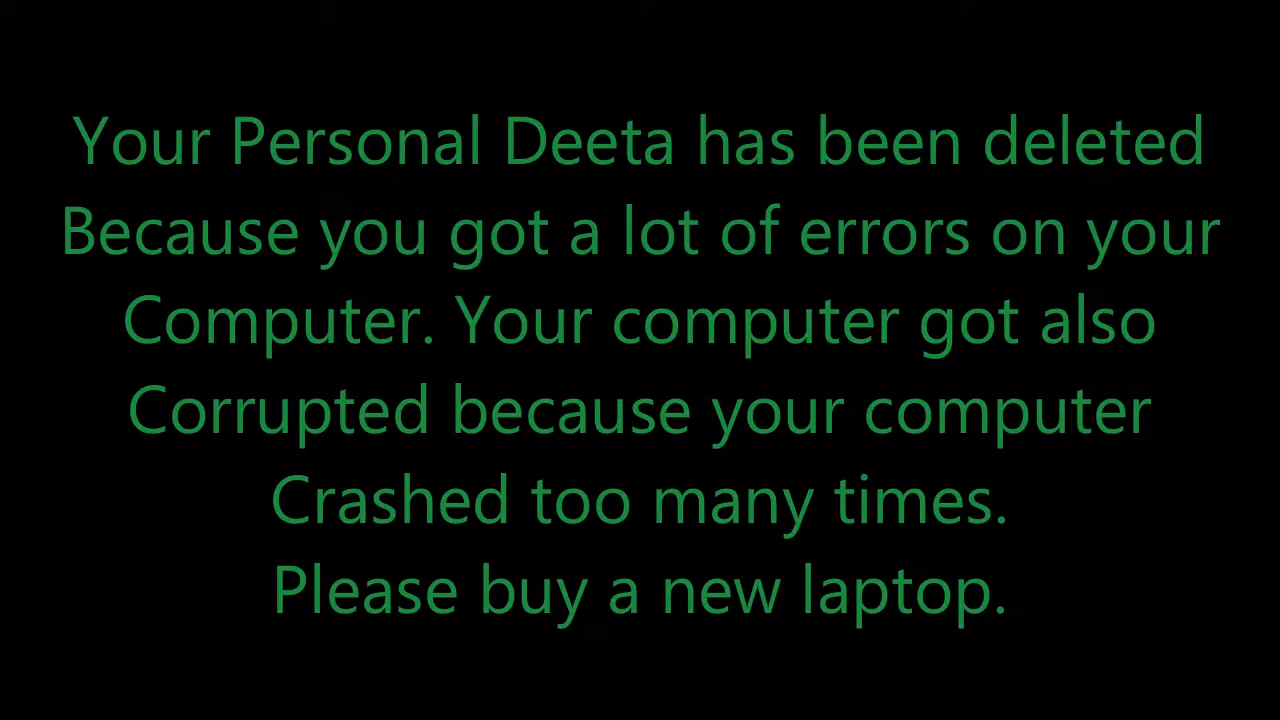 Your Personal Deeta has been deleted
Because you got a lot of errors on your
Computer. Your computer got also
Corrupted because your computer
Crashed too many times.
Please buy a new laptop.